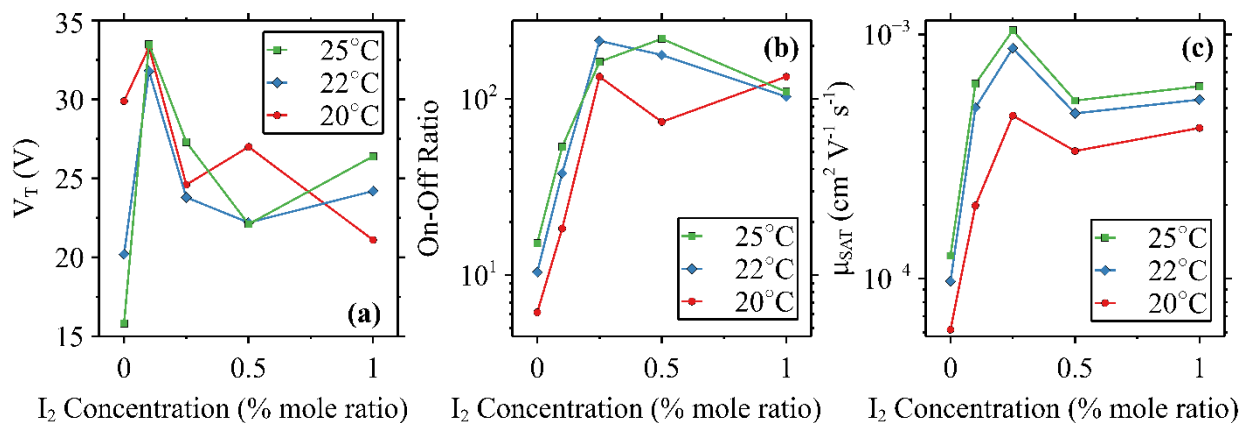 35
30
25
20
15
V_T (V)
25°C
22°C
20°C
(a)
0
0.5
1
I₂ Concentration (% mole ratio)
10²
10¹
On-Off Ratio
(b)
25°C
22°C
20°C
0
0.5
1
I₂ Concentration (% mole ratio)
10⁻³
10⁻⁴
μ_SAT (cm² V⁻¹ s⁻¹)
(c)
25°C
22°C
20°C
0
0.5
1
I₂ Concentration (% mole ratio)